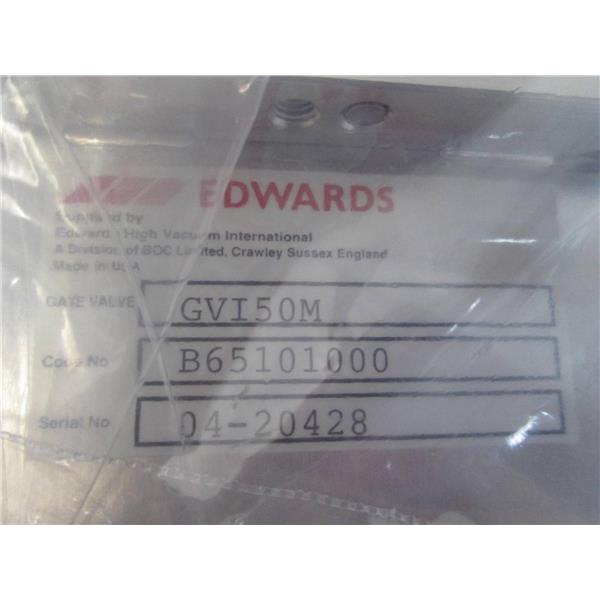 EDWARDS
Supplied by
Edwards High Vacuum International
A Division of BOC Limited, Crawley Sussex England
Made in U.S.A
GATE VALVE GVI50M
Code No B65101000
Serial No 04-20428